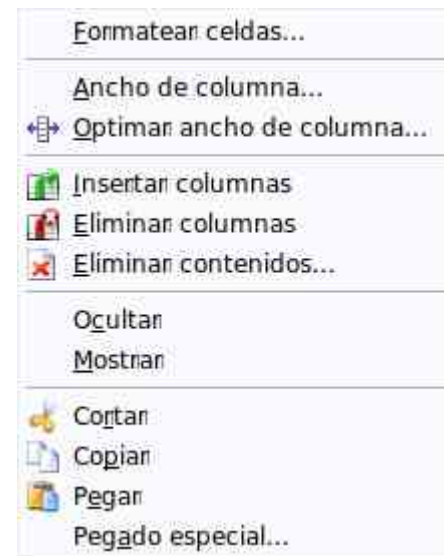 Formatear celdas...
Ancho de columna...
Optimar ancho de columna...
Insertar columnas
Eliminar columnas
Eliminar contenidos...
Ocultar
Mostrar
Cortar
Copiar
Pegar
Pegado especial...